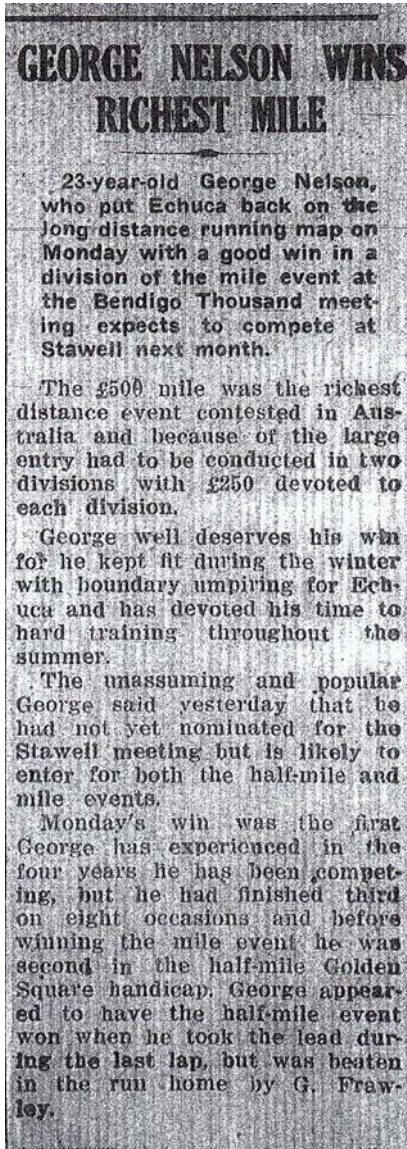 GEORGE NELSON WINS
RICHEST MILE
23-year-old George Nelson,
who put Echuca back on the
long distance running map on
Monday with a good win in a
division of the mile event at
the Bendigo Thousand meet-
ing expects to compete at
Stawell next month.
The £500 mile was the richest
distance event contested in Aus-
tralia and because of the large
entry had to be conducted in two
divisions with £250 devoted to
each division.
George well deserves his win
for he kept fit during the winter
with boundary umpiring for Ech-
uca and has devoted his time to
hard training throughout the
summer.
The unassuming and popular
George said yesterday that he
had not yet nominated for the
Stawell meeting but is likely to
enter for both the half-mile and
mile events.
Monday's win was the first
George has experienced in the
four years he has been compet-
ing, but he had finished third
on eight occasions and before
winning the mile event he was
second in the half-mile Golden
Square handicap. George appear-
ed to have the half-mile event
won when he took the lead dur-
ing the last lap, but was beaten
in the run home by G. Fraw-
ley.